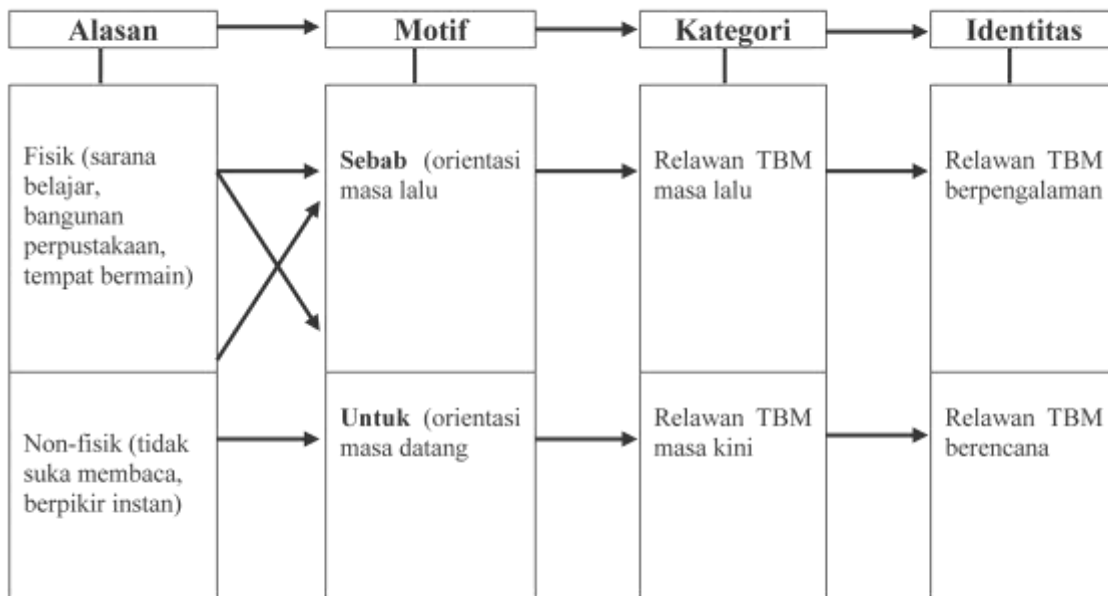 Alasan
Motif
Kategori
Identitas
Fisik (sarana
belajar,
bangunan
perpustakaan,
tempat bermain)
Sebab (orientasi
masa lalu
Relawan TBM
masa lalu
Relawan TBM
berpengalaman
Non-fisik (tidak
suka membaca,
berpikir instan)
Untuk (orientasi
masa datang
Relawan TBM
masa kini
Relawan TBM
berencana